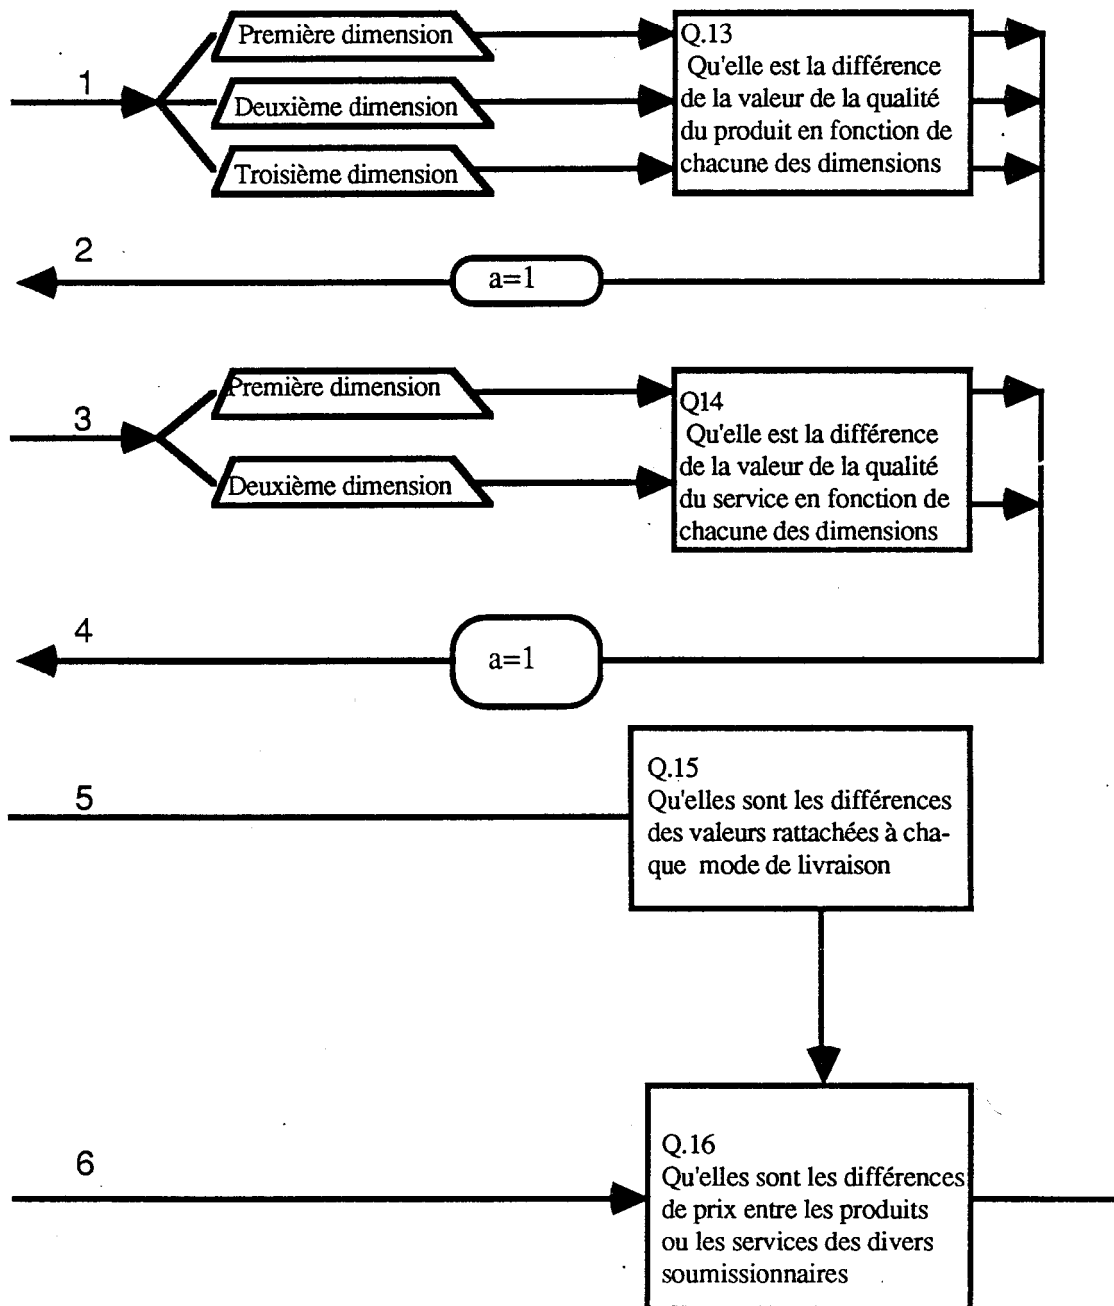 1
Première dimension
Deuxième dimension
Troisième dimension
Q.13
Qu'elle est la différence
de la valeur de la qualité
du produit en fonction de
chacune des dimensions
2
a=1
3
Première dimension
Deuxième dimension
Q14
Qu'elle est la différence
de la valeur de la qualité
du service en fonction de
chacune des dimensions
4
a=1
5
Q.15
Qu'elles sont les différences
des valeurs rattachées à cha-
que mode de livraison
6
Q.16
Qu'elles sont les différences
de prix entre les produits
ou les services des divers
soumissionnaires